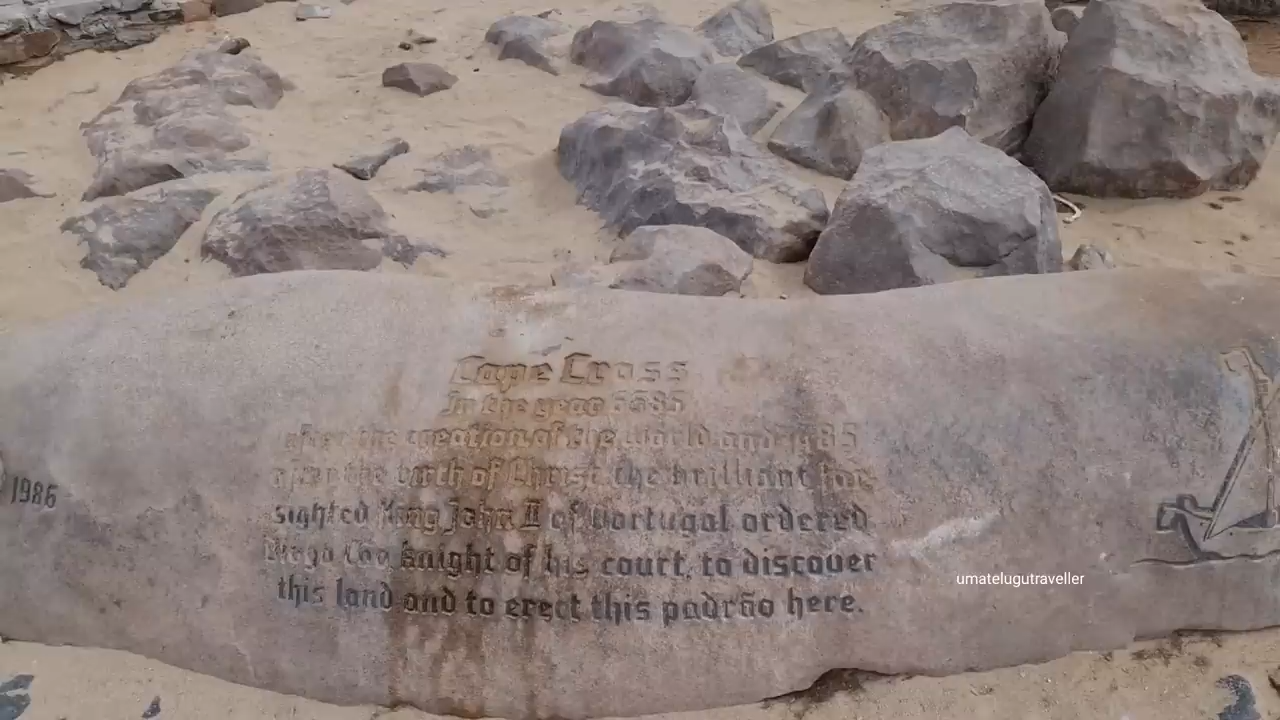 Cape Cross
In the year 6685
after the creation of the world and 1485
after the birth of Christ the brilliant far
sighted King John II of Portugal ordered
Diogo Cao knight of his court, to discover
this land and to erect this padrão here.
1986
umatelugutraveller